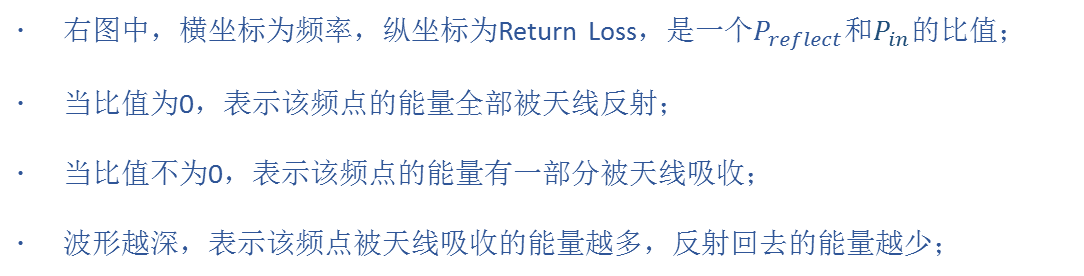 · 右图中，横坐标为频率，纵坐标为Return Loss，是一个P_reflect和P_in的比值；
· 当比值为0，表示该频点的能量全部被天线反射；
· 当比值不为0，表示该频点的能量有一部分被天线吸收；
· 波形越深，表示该频点被天线吸收的能量越多，反射回去的能量越少；